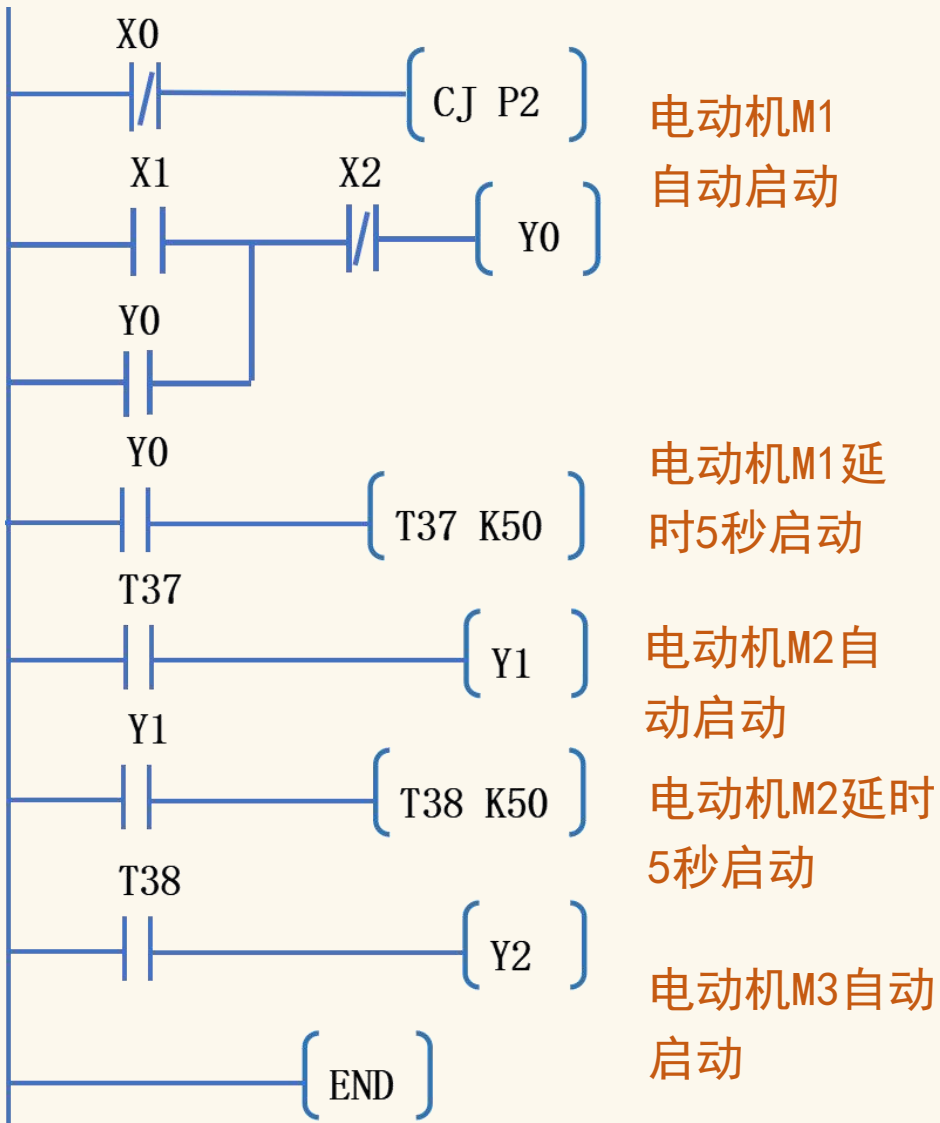 X0
CJ P2
电动机M1
自动启动
X1
X2
Y0
Y0
Y0
T37 K50
电动机M1延
时5秒启动
T37
Y1
电动机M2自
动启动
Y1
T38 K50
电动机M2延时
5秒启动
T38
Y2
电动机M3自动
启动
END